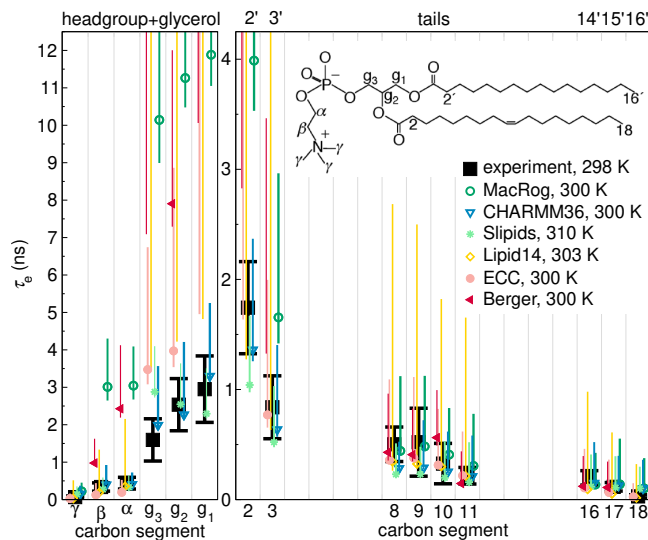 headgroup+glycerol 2' 3' tails 14' 15' 16'
12
11
10
9
8
7
6
5
4
3
2
1
0
τe (ns)
4
3
2
1
0
O
O P −
O O
O
g3 g1
g2
O
O
2´
16´
O
O
2
18
α
β
N +
γ
γ
γ
experiment, 298 K
MacRog, 300 K
CHARMM36, 300 K
Slipids, 310 K
Lipid14, 303 K
ECC, 300 K
Berger, 300 K
γ β α g3 g2 g1 2 3 8 9 10 11 16 17 18
carbon segment carbon segment